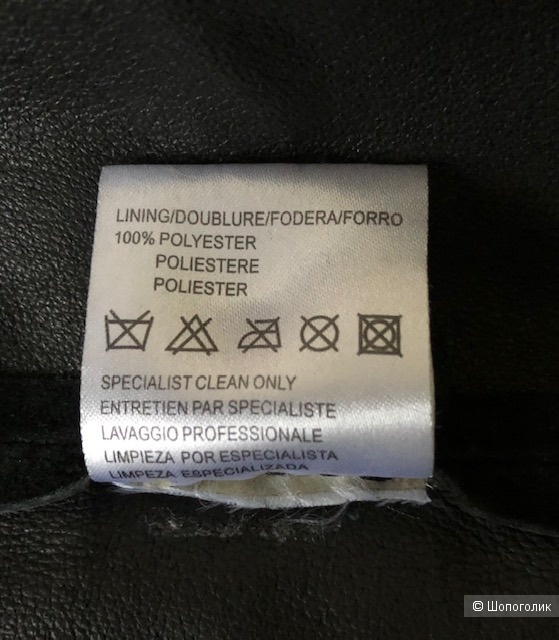 LINING/DOUBLURE/FODERA/FORRO
100% POLYESTER
POLIESTERE
POLIESTER
SPECIALIST CLEAN ONLY
ENTRETIEN PAR SPECIALISTE
LAVAGGIO PROFESSIONALE
LIMPIEZA POR ESPECIALISTA
LIMPEZA ESPECIALIZADA
© Шопоголик